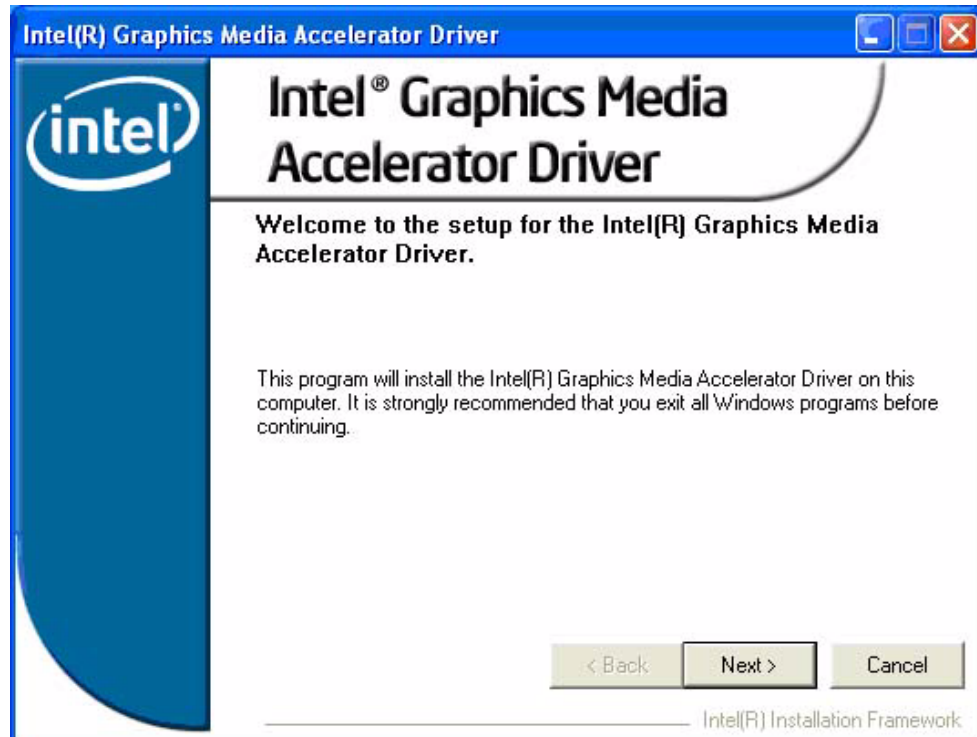 Intel(R) Graphics Media Accelerator Driver
intel®
Intel® Graphics Media
Accelerator Driver
Welcome to the setup for the Intel(R) Graphics Media
Accelerator Driver.
This program will install the Intel(R) Graphics Media Accelerator Driver on this
computer. It is strongly recommended that you exit all Windows programs before
continuing.
< Back
Next >
Cancel
Intel(R) Installation Framework